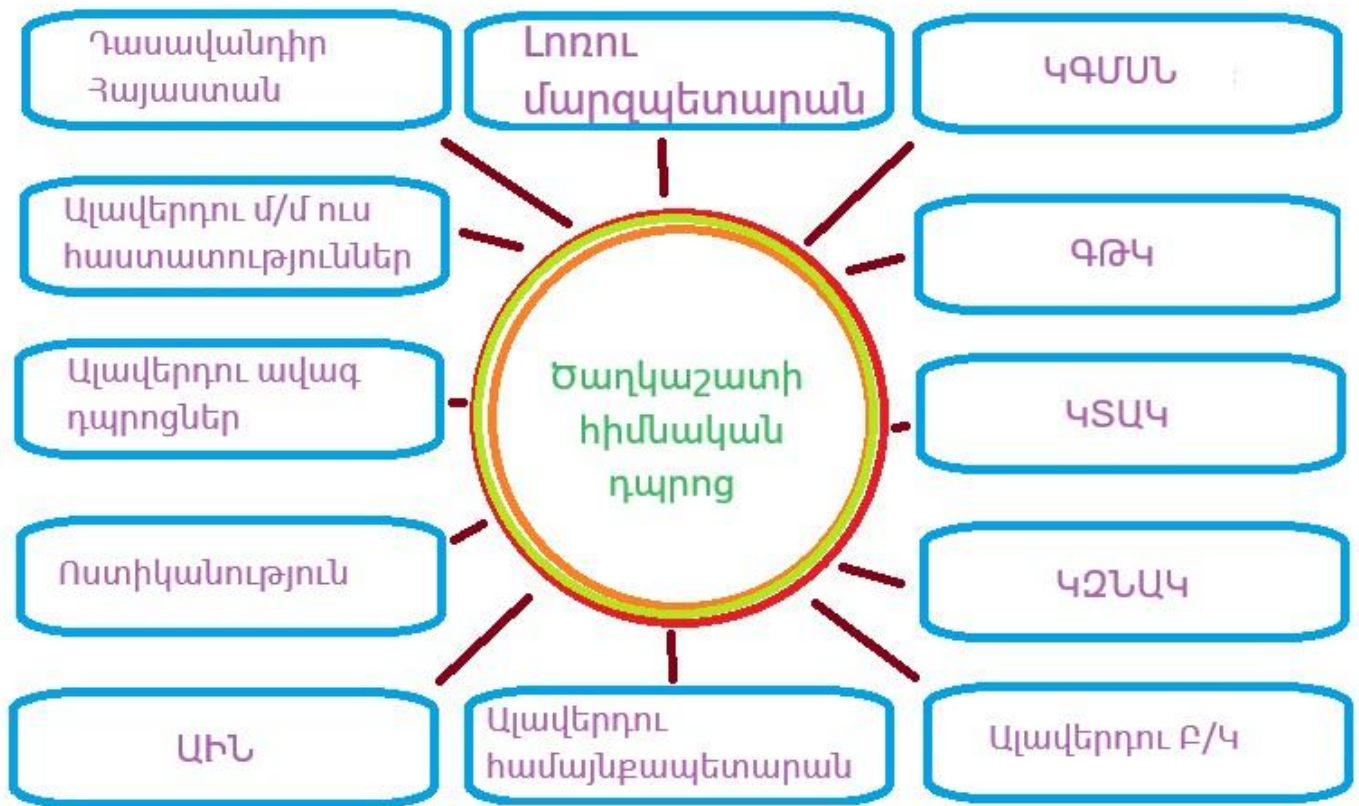 Դասավանդիր
Հայաստան
Լոռու
մարզպետարան
ԿԳՄՍՆ
Ալավերդու մ/մ ուս
հաստատություններ
ԳԹԿ
Ալավերդու ավագ
դպրոցներ
Ծաղկաշատի
հիմնական
դպրոց
ԿՏԱԿ
Ոստիկանություն
ԿԶՆԱԿ
ԱԻՆ
Ալավերդու
համայնքապետարան
Ալավերդու Բ/Կ